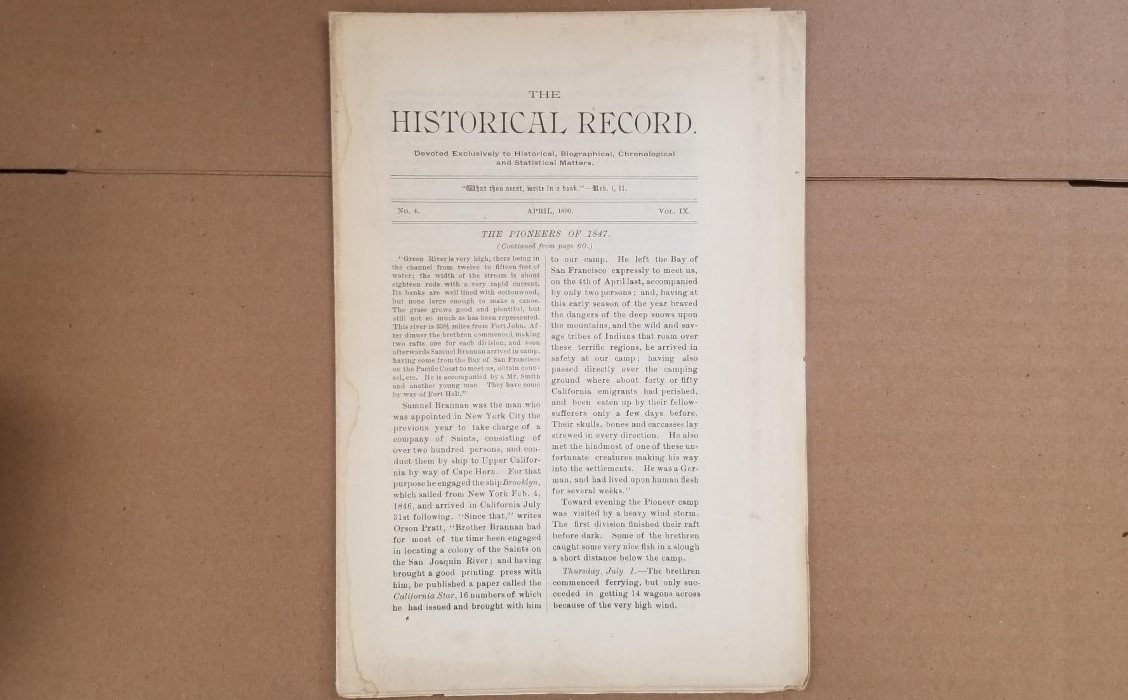 THE
HISTORICAL RECORD.
Devoted Exclusively to Historical, Biographical, Chronological
and Statistical Matters.
"What thou seest, write in a book."—Rev. i, 11.
No. 4. APRIL, 1890. VOL. IX.
THE PIONEERS OF 1847.
(Continued from page 60.)
"Green River is very high, there being in
the channel from twelve to fifteen feet of
water; the width of the stream is about
eighteen rods with a very rapid current.
Its banks are well lined with cottonwood,
but none large enough to make a canoe.
The grass grows good and plentiful, but
still not so much as has been represented.
This river is 338½ miles from Fort John. Af-
ter dinner the brethren commenced making
two rafts, one for each division, and soon
afterwards Samuel Brannan arrived in camp,
having come from the Bay of San Francisco
on the Pacific Coast to meet us, obtain coun-
sel, etc. He is accompanied by a Mr. Smith
and another young man They have come
by way of Fort Hall."
Samuel Brannan was the man who
was appointed in New York City the
previous year to take charge of a
company of Saints, consisting of
over two hundred persons, and con-
duct them by ship to Upper Califor-
nia by way of Cape Horn. For that
purpose he engaged the ship Brooklyn,
which sailed from New York Feb. 4,
1846, and arrived in California July
31st following. "Since that," writes
Orson Pratt, "Brother Brannan had
for most of the time been engaged
in locating a colony of the Saints on
the San Joaquin River; and having
brought a good printing press with
him, he published a paper called the
California Star, 16 numbers of which
he had issued and brought with him
6
to our camp. He left the Bay of
San Francisco expressly to meet us,
on the 4th of April last, accompanied
by only two persons; and, having at
this early season of the year braved
the dangers of the deep snows upon
the mountains, and the wild and sav-
age tribes of Indians that roam over
these terrific regions, he arrived in
safety at our camp; having also
passed directly over the camping
ground where about forty or fifty
California emigrants had perished,
and been eaten up by their fellow-
sufferers only a few days before.
Their skulls, bones and carcasses lay
strewed in every direction. He also
met the hindmost of one of these un-
fortunate creatures making his way
into the settlements. He was a Ger-
man, and had lived upon human flesh
for several weeks."
Toward evening the Pioneer camp
was visited by a heavy wind storm.
The first division finished their raft
before dark. Some of the brethren
caught some very nice fish in a slough
a short distance below the camp.
Thursday, July 1.—The brethren
commenced ferrying, but only suc-
ceeded in getting 14 wagons across
because of the very high wind.